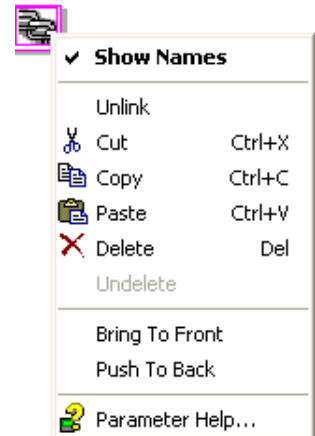 Show Names
Unlink
Cut Ctrl+X
Copy Ctrl+C
Paste Ctrl+V
Delete Del
Undelete
Bring To Front
Push To Back
Parameter Help...